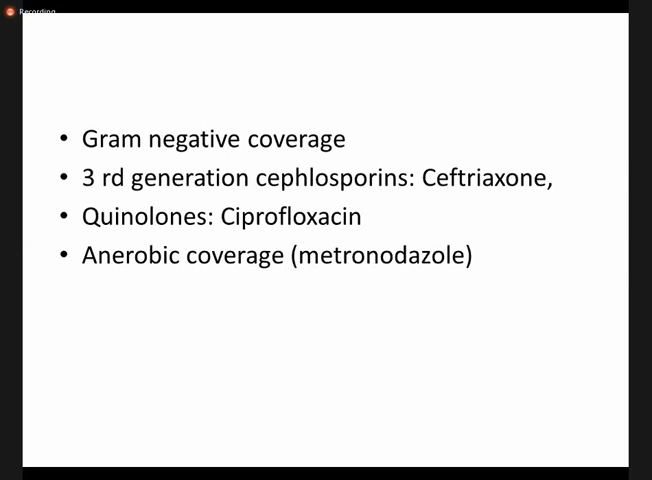 Recording
• Gram negative coverage
• 3 rd generation cephlosporins: Ceftriaxone,
• Quinolones: Ciprofloxacin
• Anerobic coverage (metronodazole)